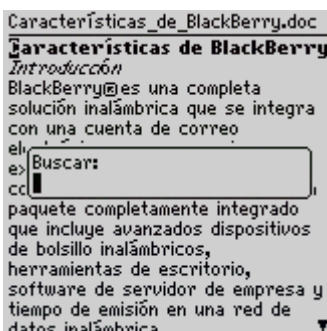 Características_de_BlackBerry.doc
Características de BlackBerry
Introducción
BlackBerry® es una completa
solución inalámbrica que se integra
con una cuenta de correo
Buscar:
paquete completamente integrado
que incluye avanzados dispositivos
de bolsillo inalámbricos,
herramientas de escritorio,
software de servidor de empresa y
tiempo de emisión en una red de
datos inalámbrica